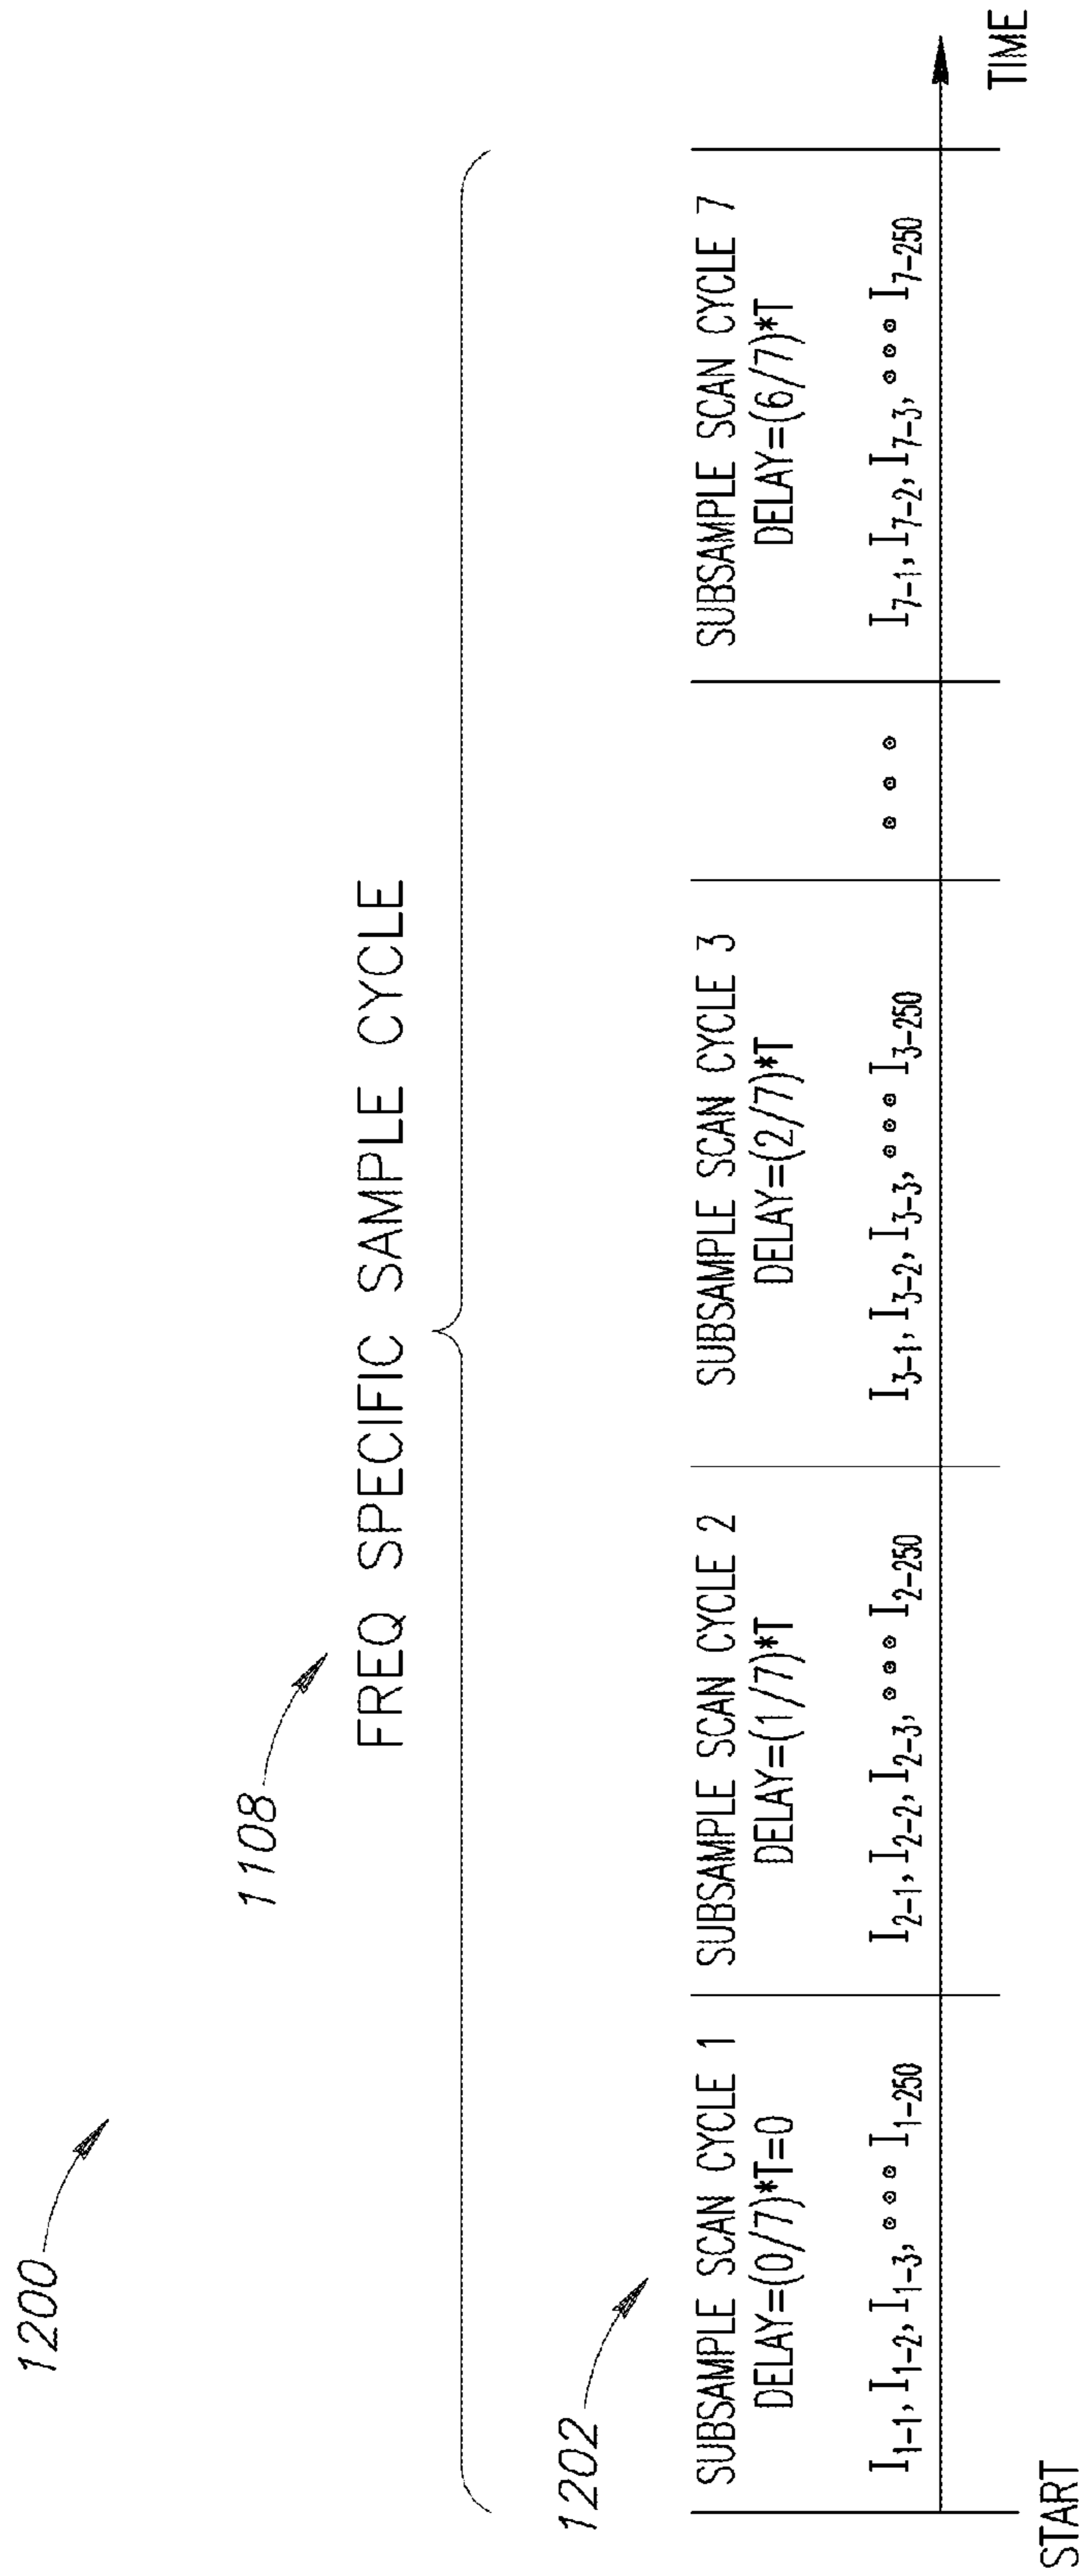 1200
1108
FREQ SPECIFIC SAMPLE CYCLE
1202
SUBSAMPLE SCAN CYCLE 1
DELAY=(0/7)*T=0
I1-1, I1-2, I1-3, ••• I1-250
SUBSAMPLE SCAN CYCLE 2
DELAY=(1/7)*T
I2-1, I2-2, I2-3, ••• I2-250
SUBSAMPLE SCAN CYCLE 3
DELAY=(2/7)*T
I3-1, I3-2, I3-3, ••• I3-250
•••
SUBSAMPLE SCAN CYCLE 7
DELAY=(6/7)*T
I7-1, I7-2, I7-3, ••• I7-250
START
TIME